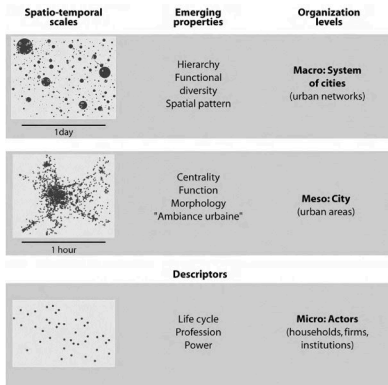 Spatio-temporal scales
Emerging properties
Organization levels
Hierarchy
Functional
diversity
Spatial pattern
Macro: System
of cities
(urban networks)
1day
Centrality
Function
Morphology
"Ambiance urbaine"
Meso: City
(urban areas)
1 hour
Descriptors
Life cycle
Profession
Power
Micro: Actors
(households, firms,
institutions)